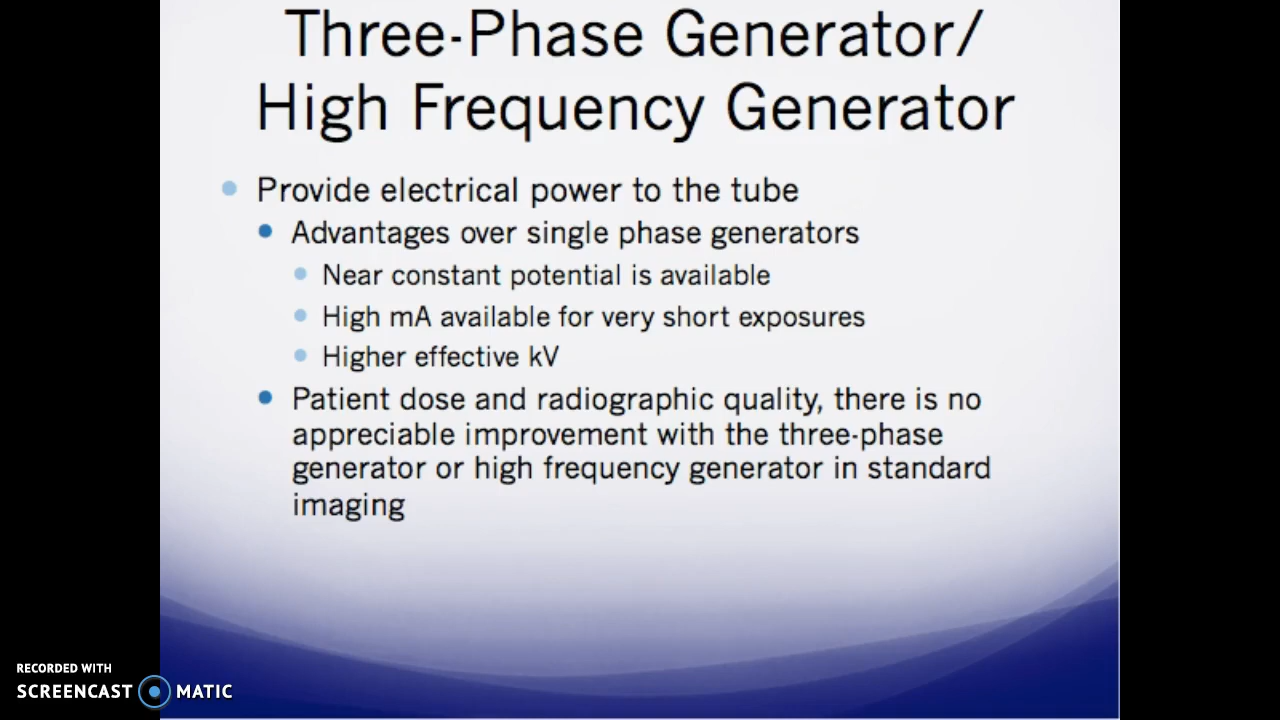 Three-Phase Generator/
High Frequency Generator
Provide electrical power to the tube
Advantages over single phase generators
Near constant potential is available
High mA available for very short exposures
Higher effective kV
Patient dose and radiographic quality, there is no
appreciable improvement with the three-phase
generator or high frequency generator in standard
imaging
RECORDED WITH
SCREENCAST MATIC